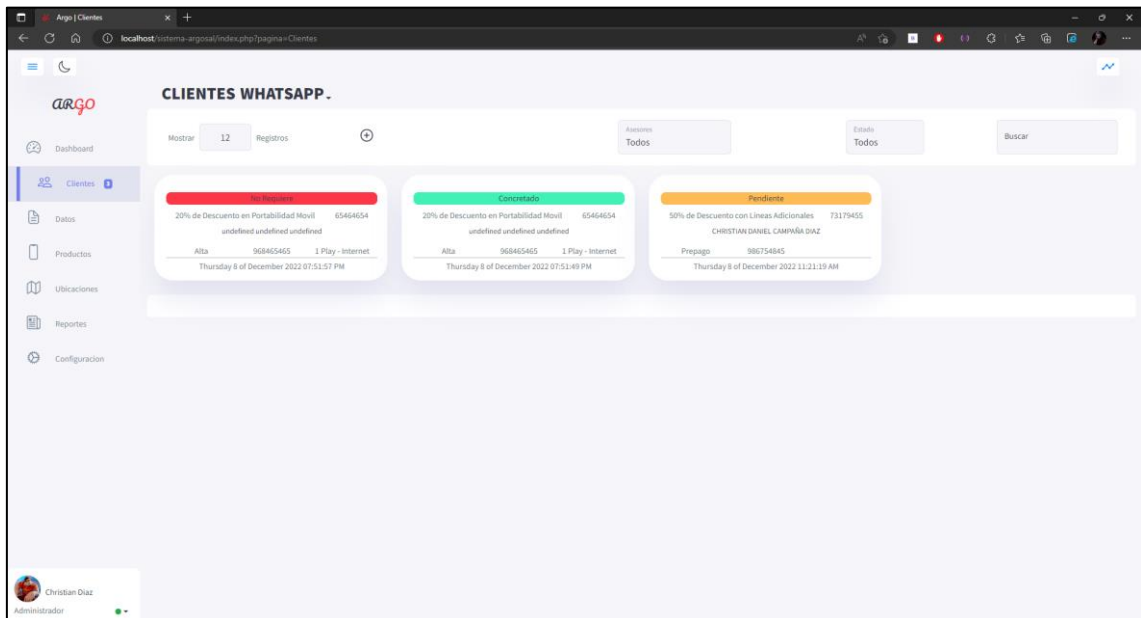 Argo | Clientes
localhost/sistema-argosal/index.php?pagina=Clientes
ARGO
CLIENTES WHATSAPP.
Mostrar 12 Registros
Asesores
Todos
Estado
Todos
Buscar
Dashboard
Clientes 3
Datos
Productos
Ubicaciones
Reportes
Configuracion
No Requiere
20% de Descuento en Portabilidad Movil 65464654
undefined undefined undefined
Alta 968465465 1 Play - Internet
Thursday 8 of December 2022 07:51:57 PM
Concretado
20% de Descuento en Portabilidad Movil 65464654
undefined undefined undefined
Alta 968465465 1 Play - Internet
Thursday 8 of December 2022 07:51:49 PM
Pendiente
50% de Descuento con Lineas Adicionales 73179455
CHRISTIAN DANIEL CAMPAÑA DIAZ
Prepago 986754845
Thursday 8 of December 2022 11:21:19 AM
Christian Diaz
Administrador